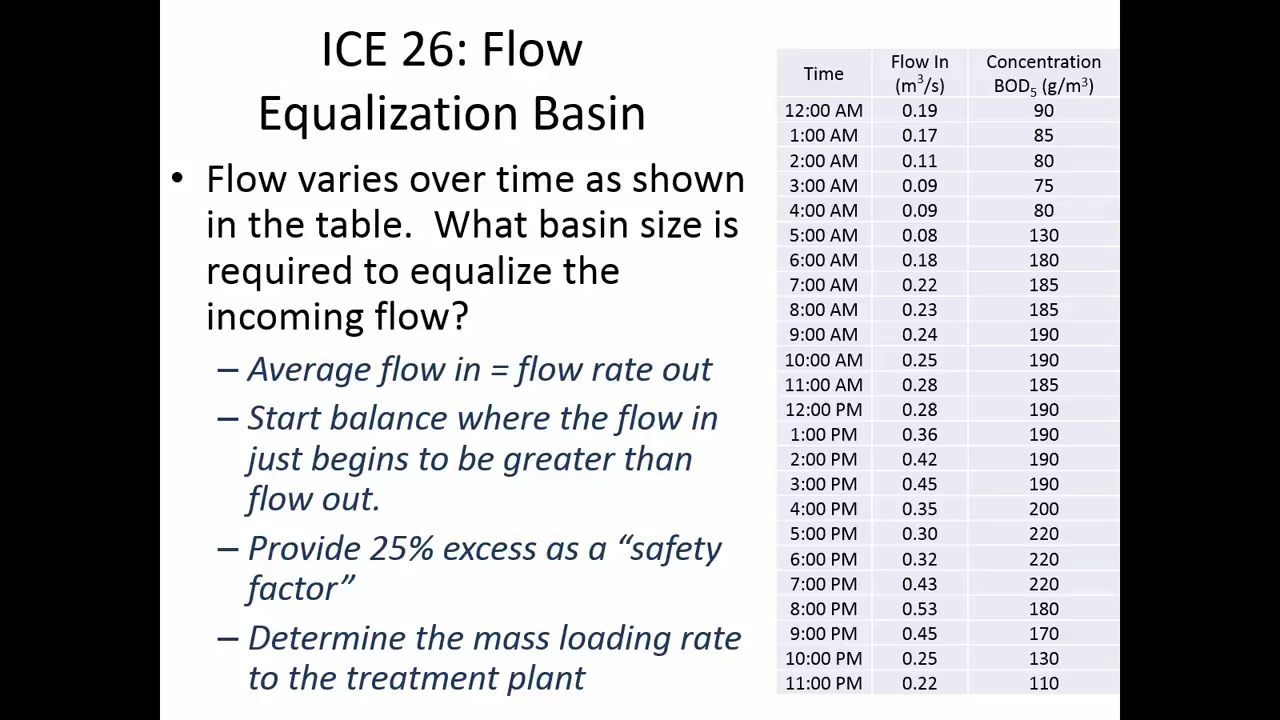 ICE 26: Flow
Equalization Basin
• Flow varies over time as shown
in the table. What basin size is
required to equalize the
incoming flow?
– Average flow in = flow rate out
– Start balance where the flow in
just begins to be greater than
flow out.
– Provide 25% excess as a “safety
factor”
– Determine the mass loading rate
to the treatment plant
Time Flow In (m³/s) Concentration BOD₅ (g/m³)
12:00 AM 0.19 90
1:00 AM 0.17 85
2:00 AM 0.11 80
3:00 AM 0.09 75
4:00 AM 0.09 80
5:00 AM 0.08 130
6:00 AM 0.18 180
7:00 AM 0.22 185
8:00 AM 0.23 185
9:00 AM 0.24 190
10:00 AM 0.25 190
11:00 AM 0.28 185
12:00 PM 0.28 190
1:00 PM 0.36 190
2:00 PM 0.42 190
3:00 PM 0.45 190
4:00 PM 0.35 200
5:00 PM 0.30 220
6:00 PM 0.32 220
7:00 PM 0.43 220
8:00 PM 0.53 180
9:00 PM 0.45 170
10:00 PM 0.25 130
11:00 PM 0.22 110